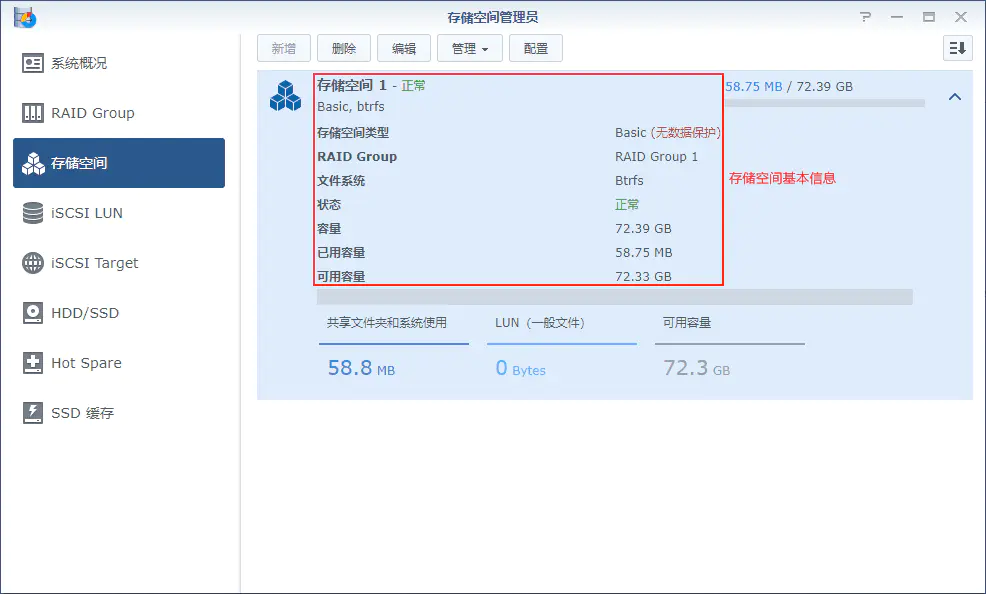 存储空间管理员
系统概况
RAID Group
存储空间
iSCSI LUN
iSCSI Target
HDD/SSD
Hot Spare
SSD 缓存
新增 删除 编辑 管理 配置
存储空间 1 - 正常
58.75 MB / 72.39 GB
Basic, btrfs
存储空间类型 Basic (无数据保护)
RAID Group RAID Group 1
存储空间基本信息
文件系统 Btrfs
状态 正常
容量 72.39 GB
已用容量 58.75 MB
可用容量 72.33 GB
共享文件夹和系统使用 LUN（一般文件） 可用容量
58.8 MB 0 Bytes 72.3 GB